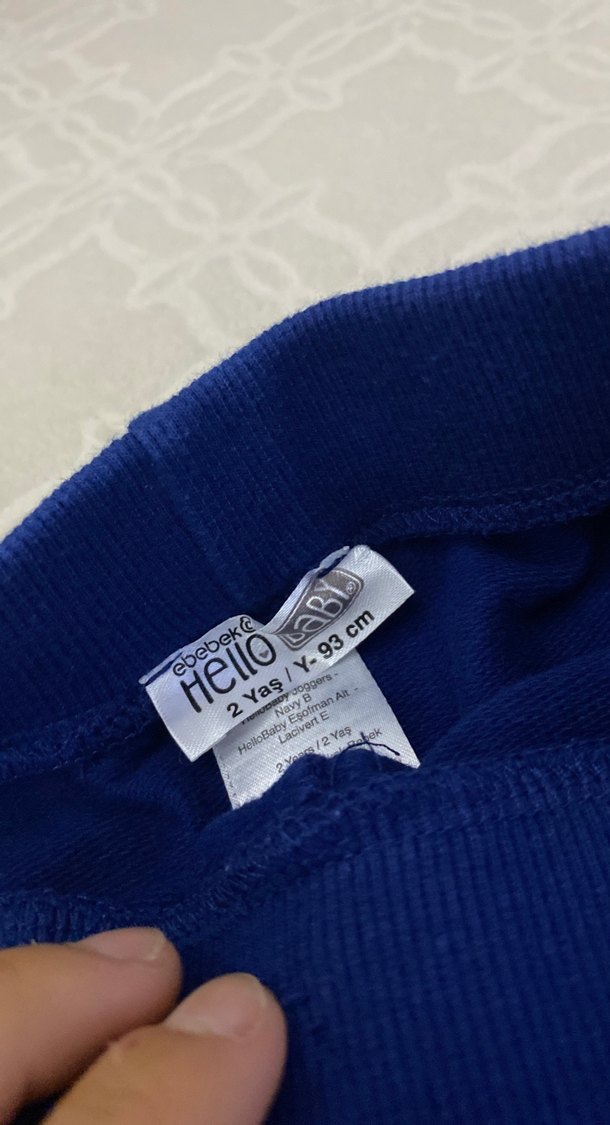 ebebek
HellO
BABY
2 Yaş / Y- 93 cm
HelloBaby Joggers -
Navy B
HelloBaby Eşofman Alt -
Lacivert E
2 Years / 2 Yaş